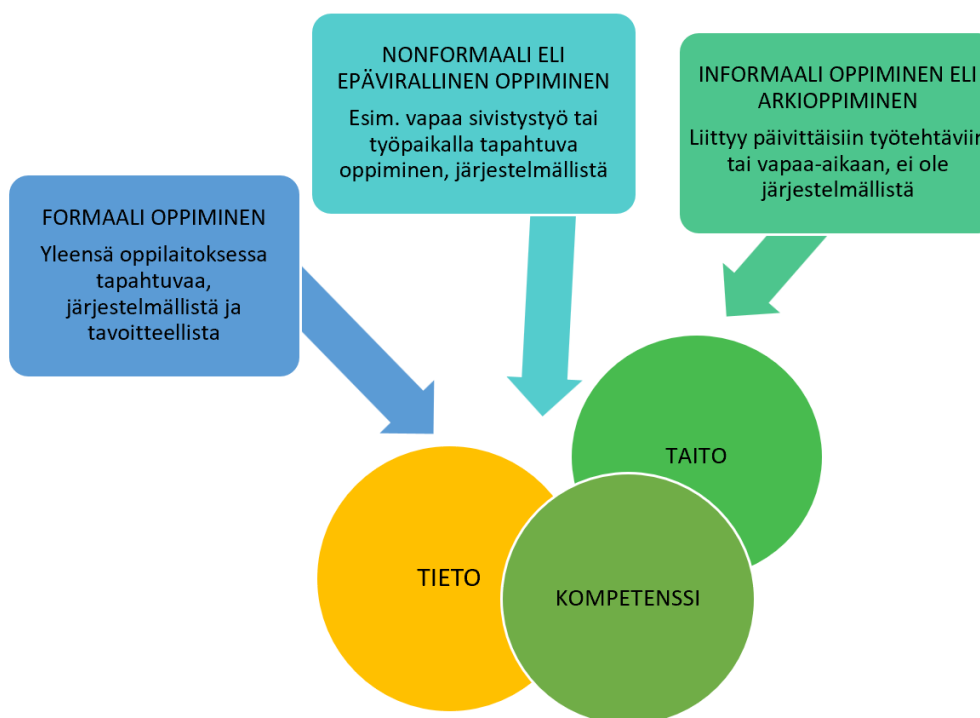 FORMAALI OPPIMINEN
Yleensä oppilaitoksessa
tapahtuvaa,
järjestelmällistä ja
tavoitteellista
NONFORMAALI ELI
EPÄVIRALLINEN OPPIMINEN
Esim. vapaa sivistystyö tai
työpaikalla tapahtuva
oppiminen, järjestelmällistä
INFORMAALI OPPIMINEN ELI
ARKIOPPIMINEN
Liittyy päivittäisiin työtehtäviin
tai vapaa-aikaan, ei ole
järjestelmällistä
TAITO
TIETO
KOMPETENSSI